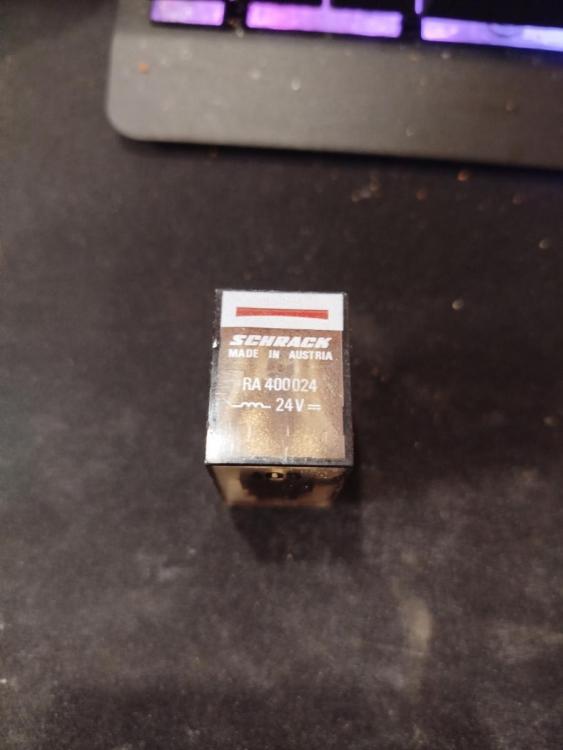 SCHRACK
MADE IN AUSTRIA
RA 400024
24V